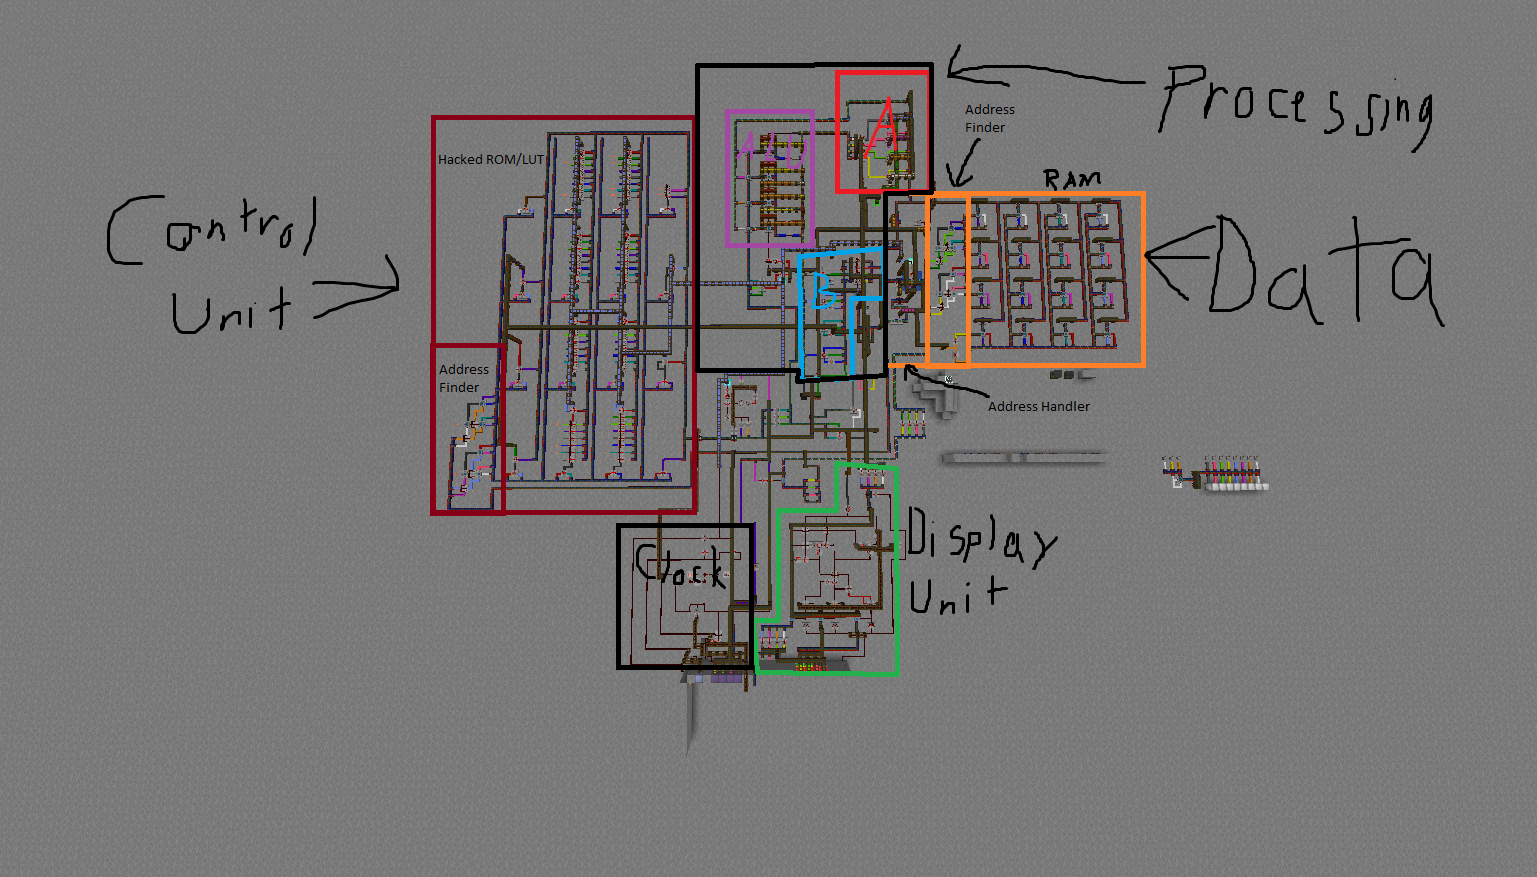 Processing
Address
Finder
Hacked ROM/LUT
A
ALU
RAM
Control
Unit
Data
B
Address
Finder
Address Handler
Clock
Display
Unit